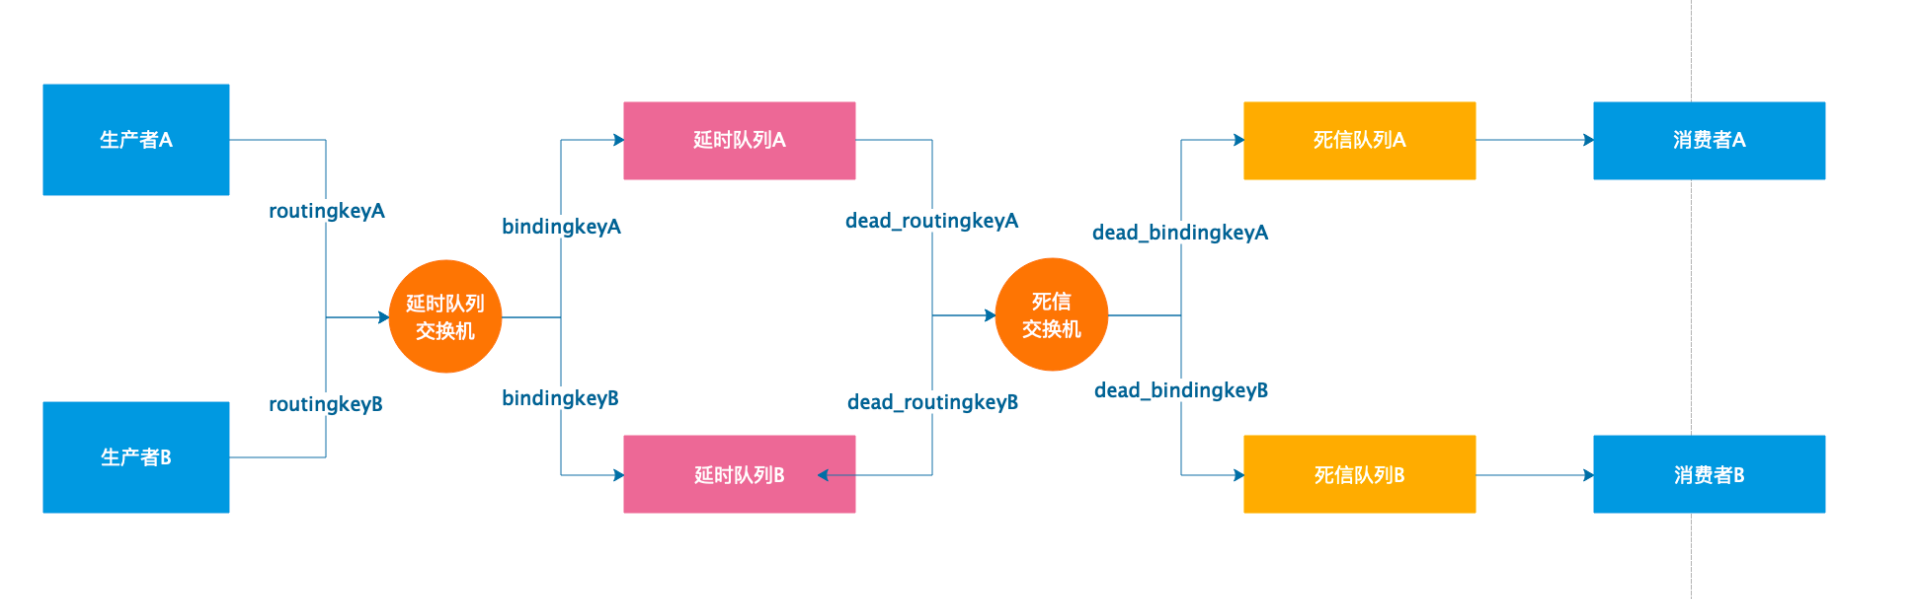 生产者A
延时队列A
死信队列A
消费者A
routingkeyA
bindingkeyA
dead_routingkeyA
dead_bindingkeyA
延时队列
交换机
死信
交换机
routingkeyB
bindingkeyB
dead_routingkeyB
dead_bindingkeyB
生产者B
延时队列B
死信队列B
消费者B